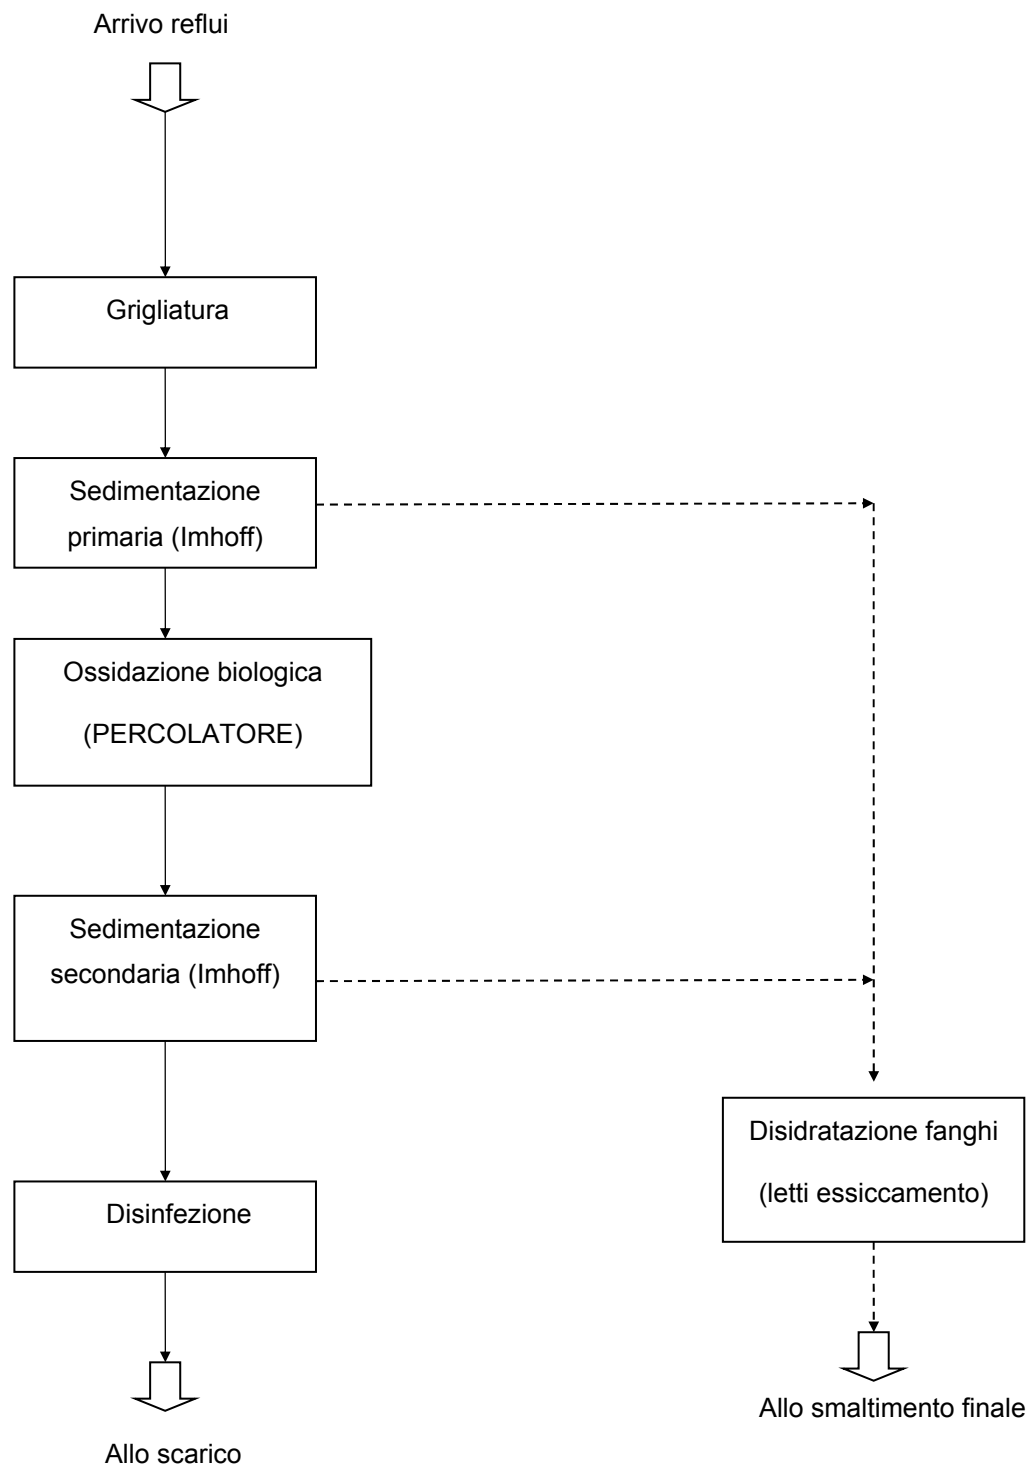 Arrivo reflui
Grigliatura
Sedimentazione
primaria (Imhoff)
Ossidazione biologica
(PERCOLATORE)
Sedimentazione
secondaria (Imhoff)
Disidratazione fanghi
(letti essiccamento)
Disinfezione
Allo smaltimento finale
Allo scarico